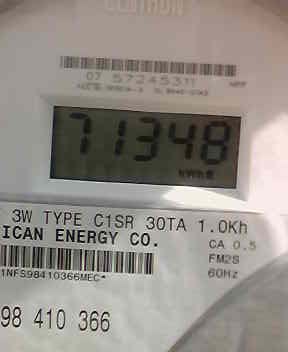 CENTRON
07 57245311
71348
kWh
3W TYPE C1SR 30TA 1.0Kh
ICAN ENERGY CO.
CA 0.5
FM2S
60Hz
1NFS98410366MEC*
98 410 366